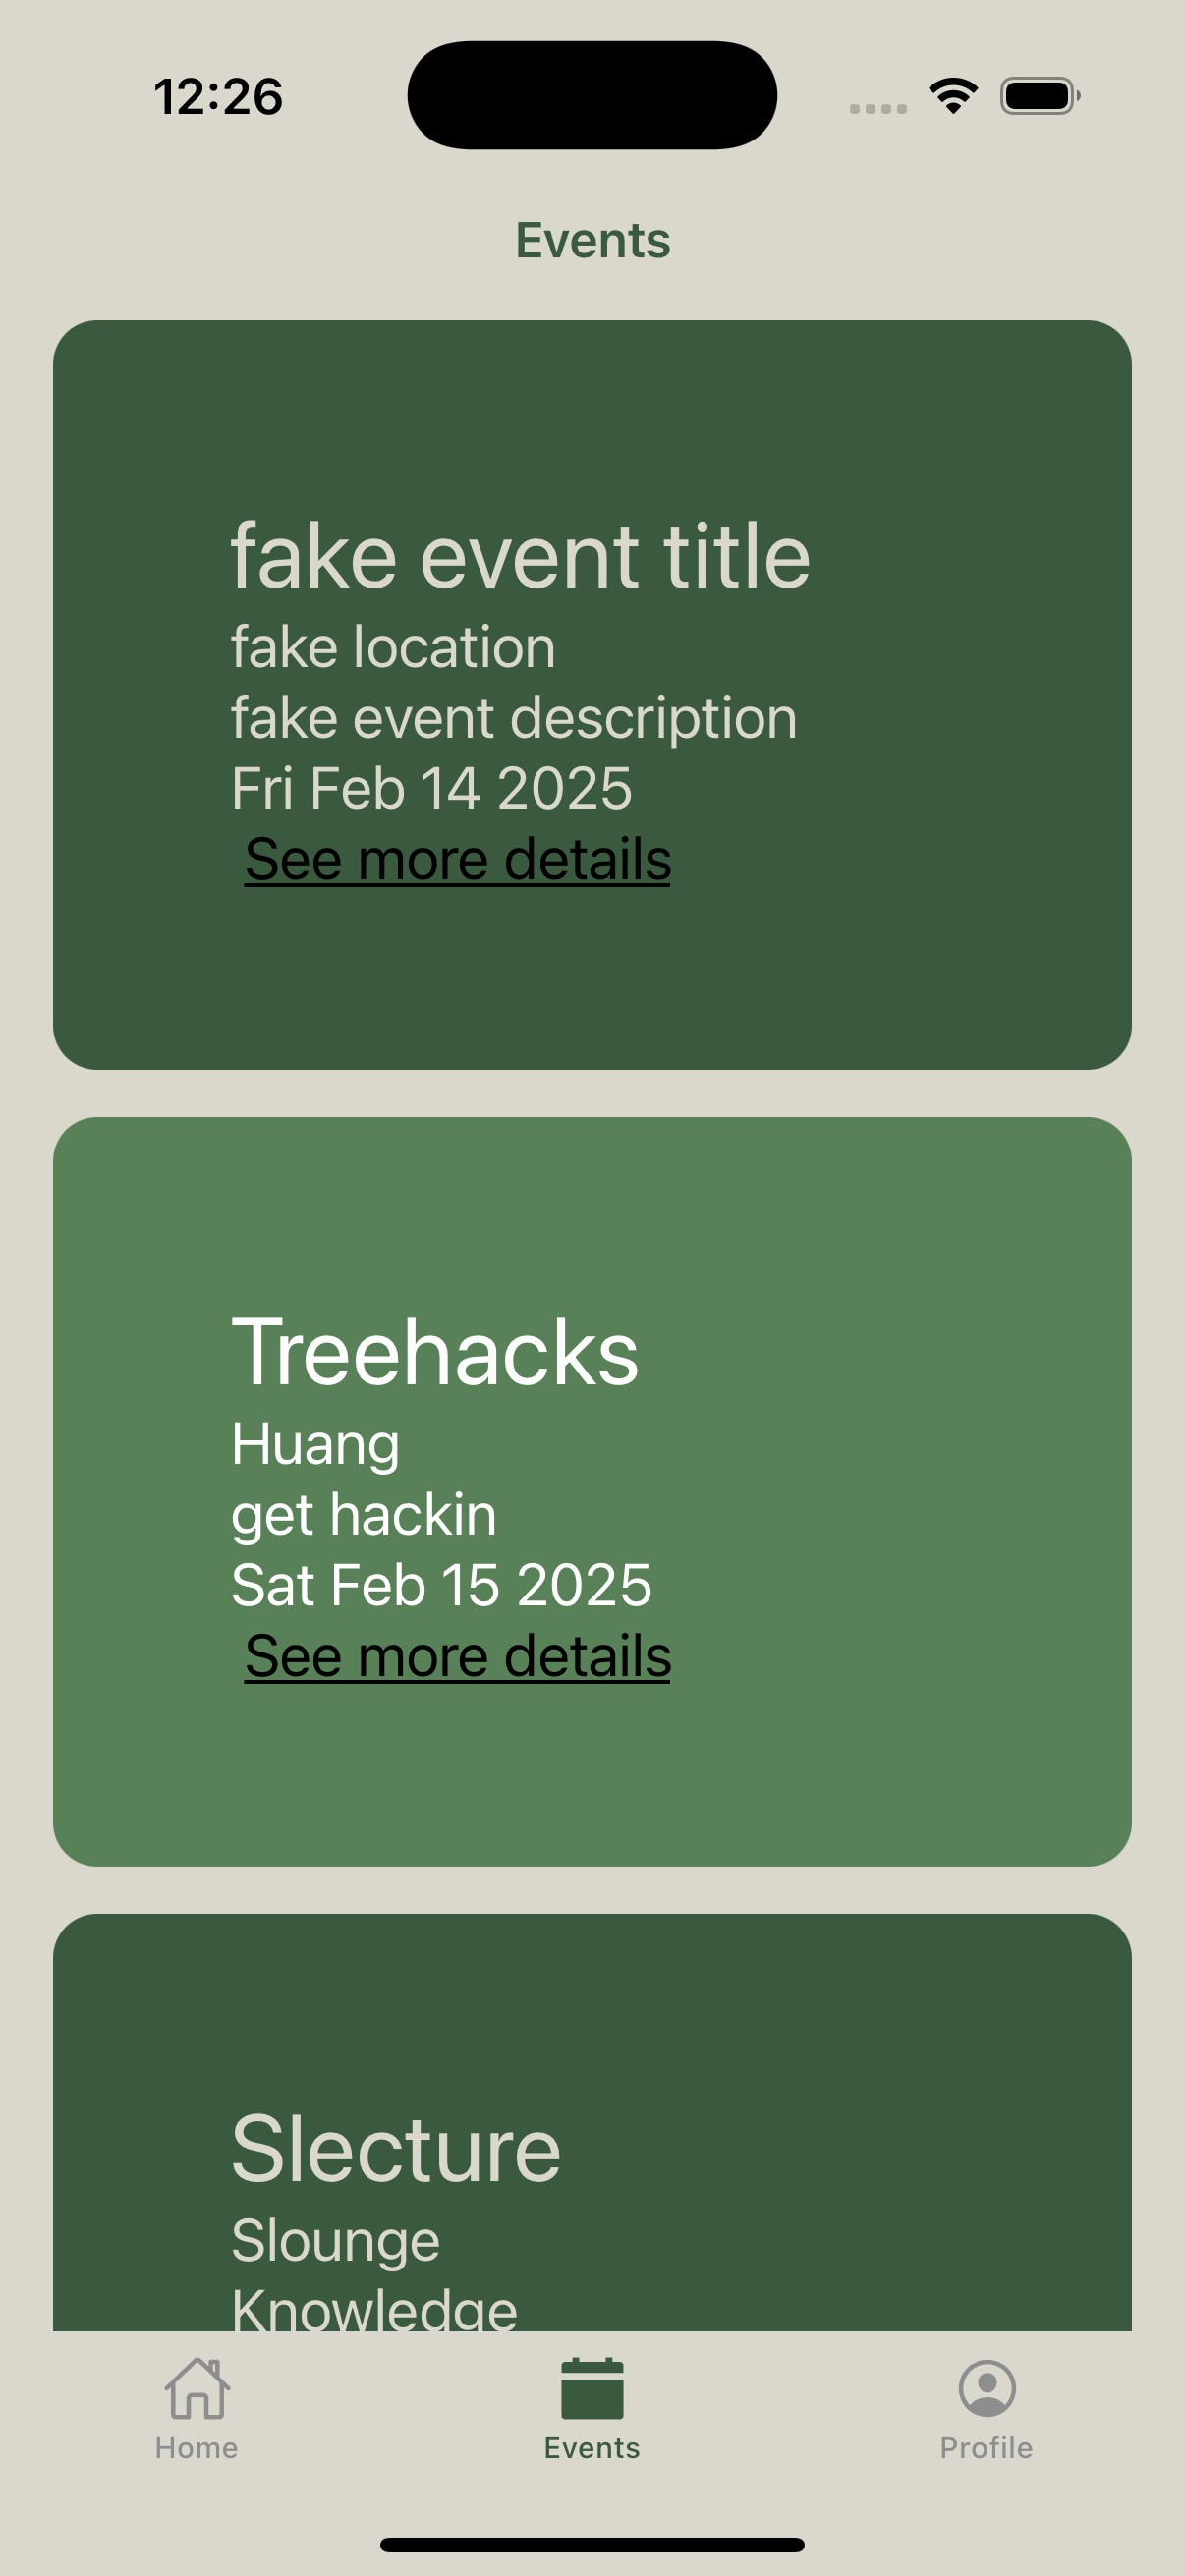 12:26
Events
fake event title
fake location
fake event description
Fri Feb 14 2025
See more details
Treehacks
Huang
get hackin
Sat Feb 15 2025
See more details
Slecture
Slounge
Knowledge
Home
Events
Profile